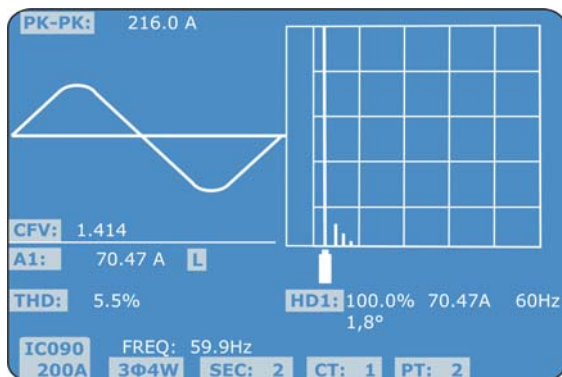 PK-PK: 216.0 A
CFV: 1.414
A1: 70.47 A L
THD: 5.5%
HD1: 100.0% 70.47A 60Hz
1,8°
IC090 FREQ: 59.9Hz
200A 3Φ4W SEC: 2 CT: 1 PT: 2